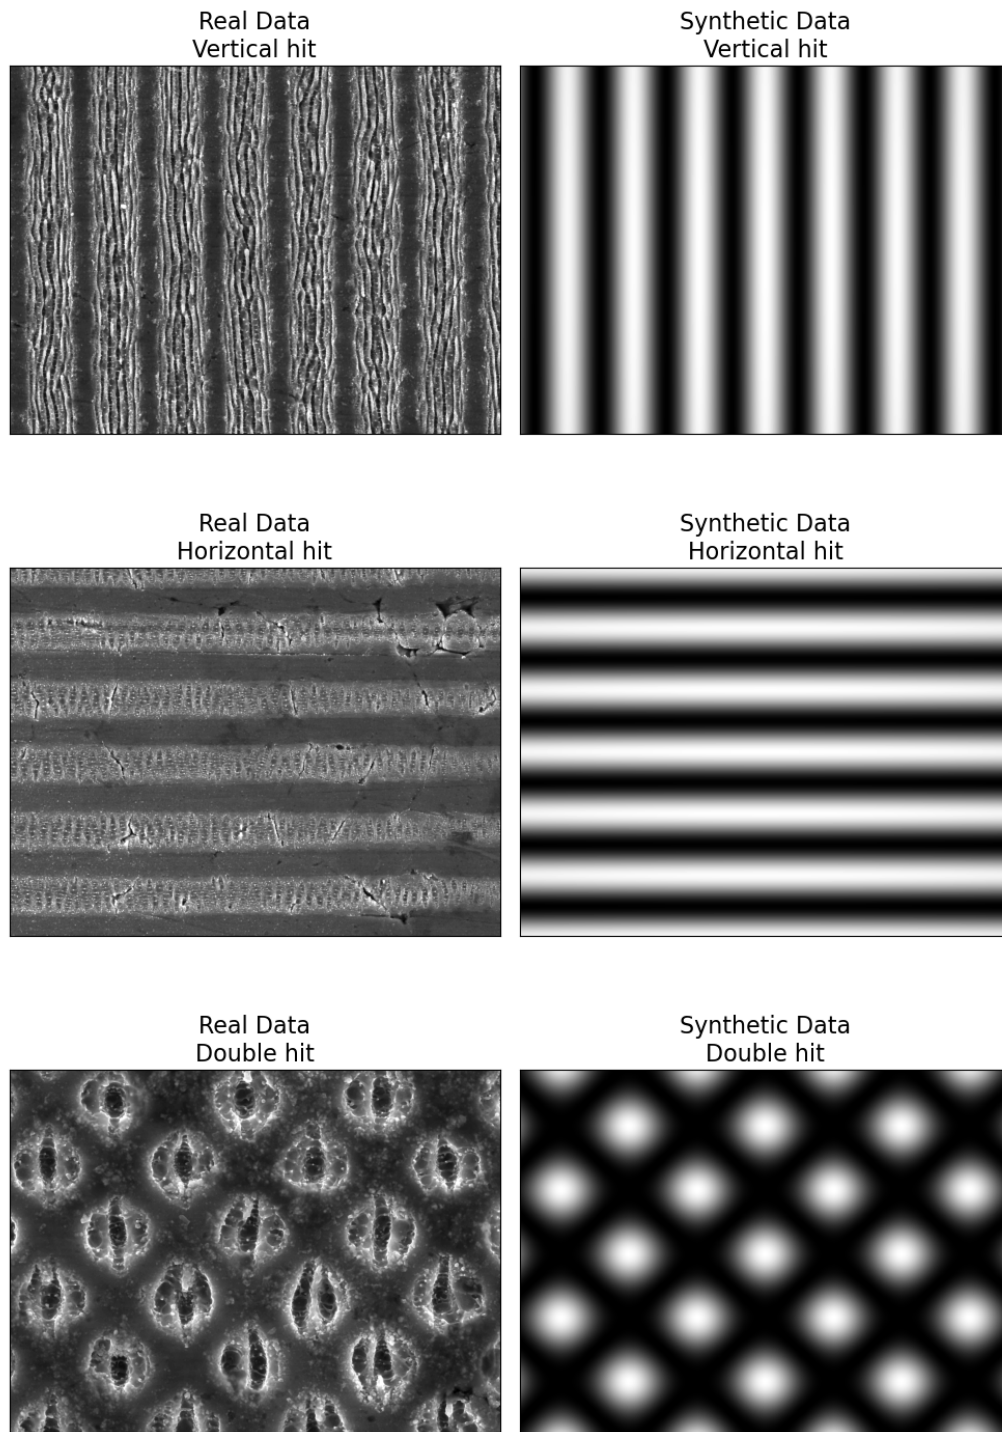 Real Data
Vertical hit
Synthetic Data
Vertical hit
Real Data
Horizontal hit
Synthetic Data
Horizontal hit
Real Data
Double hit
Synthetic Data
Double hit